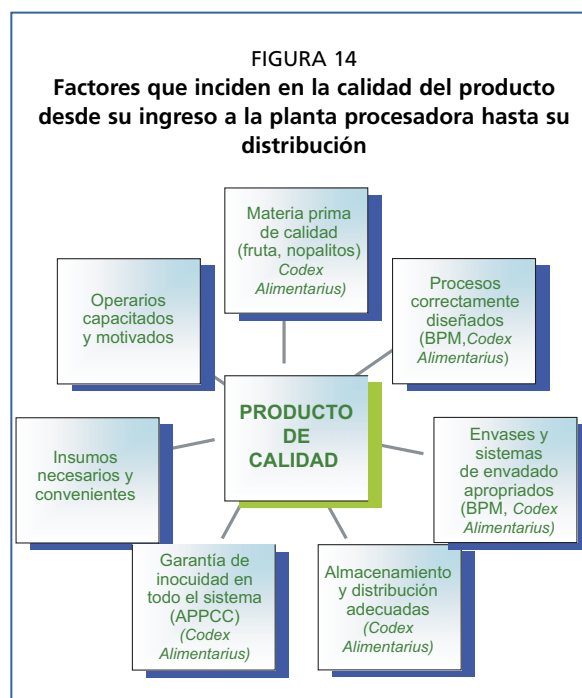 FIGURA 14
Factores que inciden en la calidad del producto
desde su ingreso a la planta procesadora hasta su
distribución
Materia prima
de calidad
(fruta, nopalitos)
Codex
Alimentarius)
Operarios
capacitados
y motivados
Procesos
correctamente
diseñados
(BPM,Codex
Alimentarius)
PRODUCTO
DE
CALIDAD
Insumos
necesarios y
convenientes
Envases y
sistemas
de envadado
apropriados
(BPM, Codex
Alimentarius)
Garantía de
inocuidad en
todo el sistema
(APPCC)
(Codex
Alimentarius)
Almacenamiento
y distribución
adecuadas
(Codex
Alimentarius)